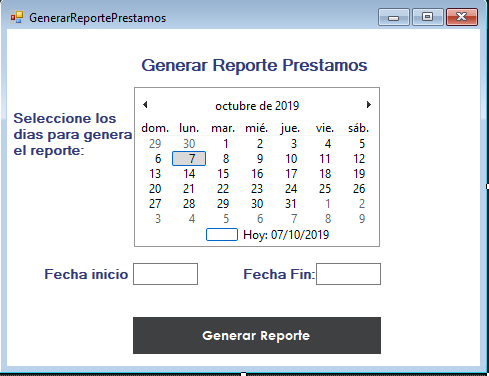 GenerarReportePrestamos
Generar Reporte Prestamos
Seleccione los
dias para genera
el reporte:
octubre de 2019
dom. lun. mar. mié. jue. vie. sáb.
29 30 1 2 3 4 5
6 7 8 9 10 11 12
13 14 15 16 17 18 19
20 21 22 23 24 25 26
27 28 29 30 31 1 2
3 4 5 6 7 8 9
Hoy: 07/10/2019
Fecha inicio Fecha Fin:
Generar Reporte